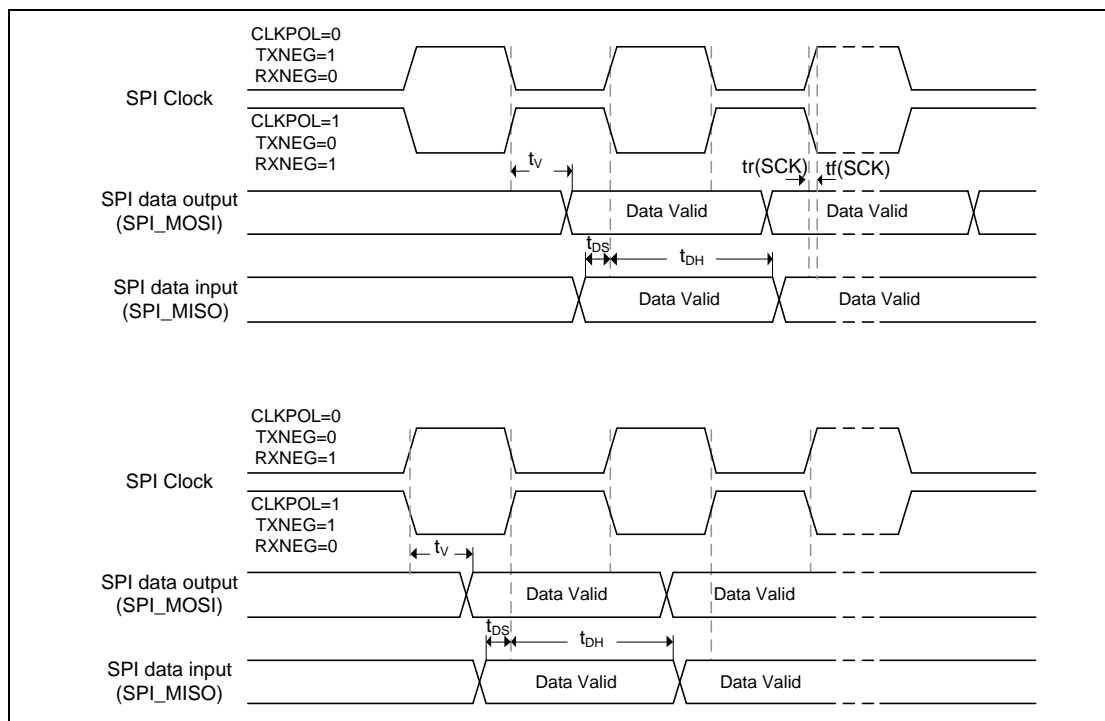 CLKPOL=0
TXNEG=1
RXNEG=0
SPI Clock
CLKPOL=1
TXNEG=0
RXNEG=1
tV
tr(SCK)
tf(SCK)
SPI data output
(SPI_MOSI)
Data Valid
Data Valid
tDS
tDH
SPI data input
(SPI_MISO)
Data Valid
Data Valid
CLKPOL=0
TXNEG=0
RXNEG=1
SPI Clock
CLKPOL=1
TXNEG=1
RXNEG=0
tV
SPI data output
(SPI_MOSI)
Data Valid
Data Valid
tDS
tDH
SPI data input
(SPI_MISO)
Data Valid
Data Valid